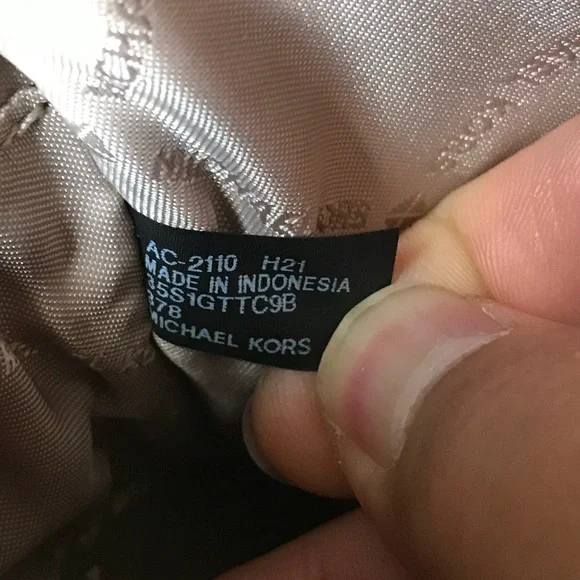 AC-2110 H21
MADE IN INDONESIA
35S1GTTC9B
378
MICHAEL KORS